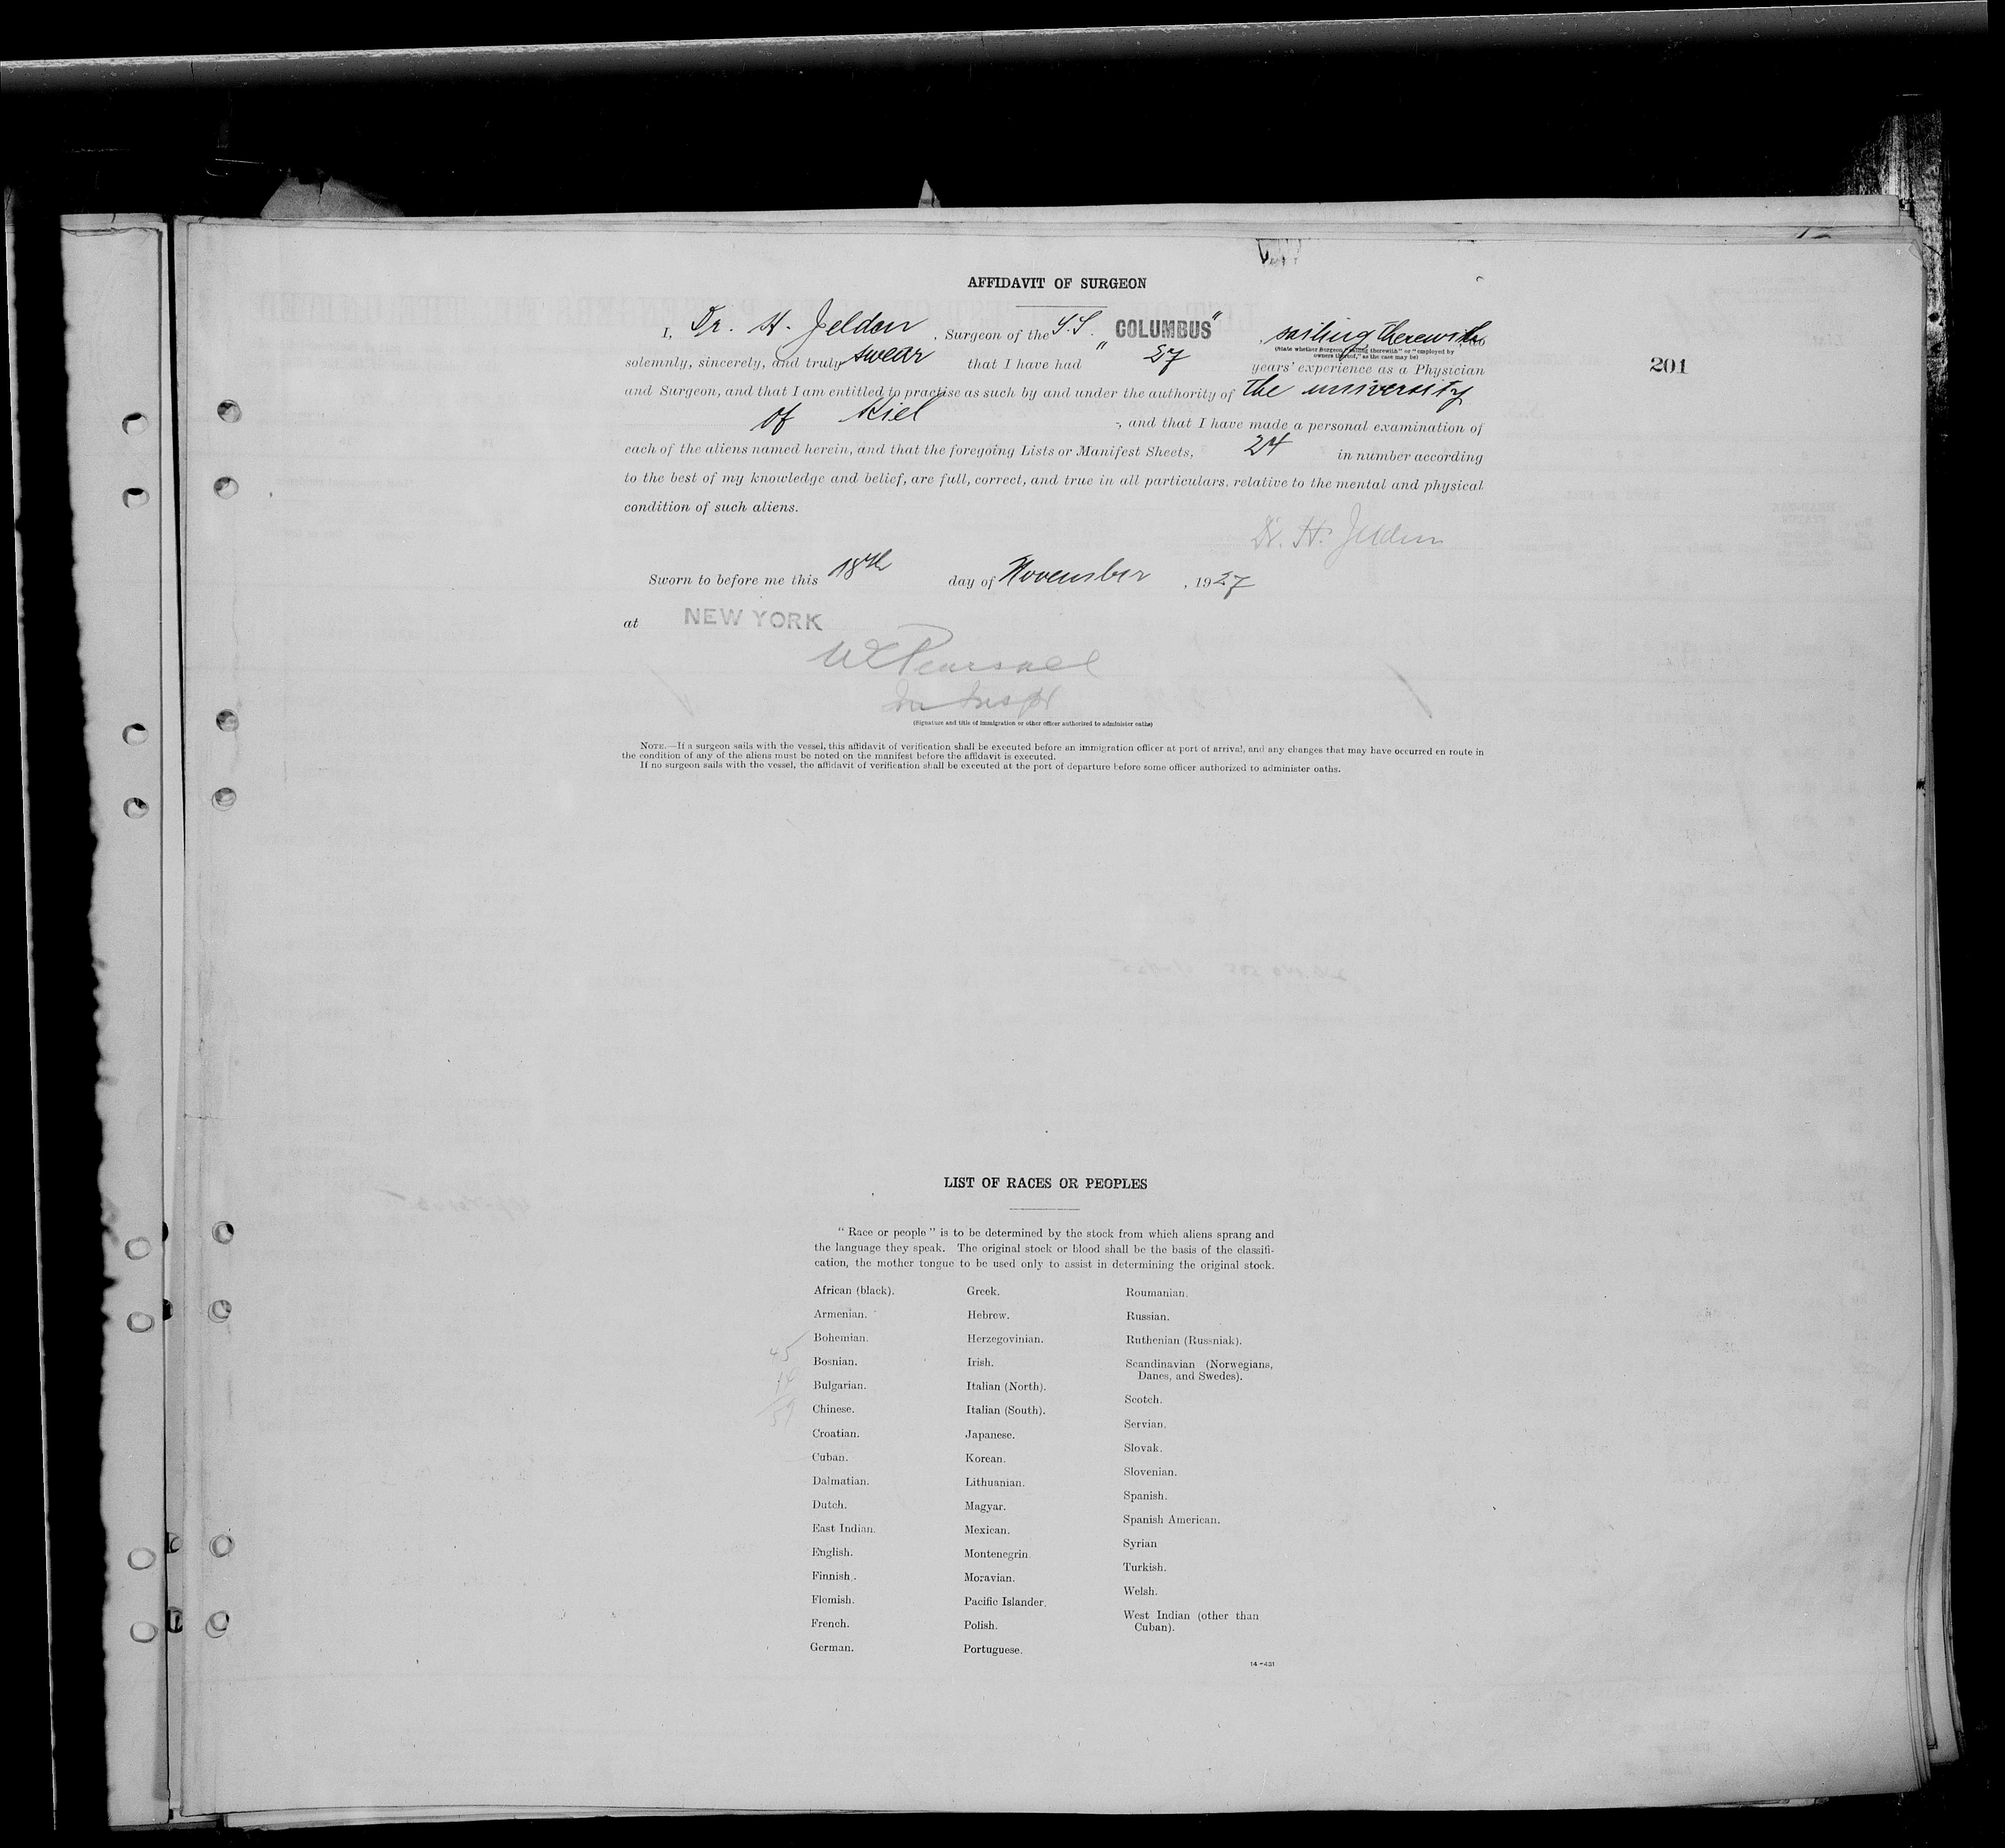 AFFIDAVIT OF SURGEON
I, Dr. H. Jelden, Surgeon of the S.S. "COLUMBUS", sailing therewith, do
(State whether Surgeon "sailing therewith" or "employed by
owners thereof," as the case may be)
solemnly, sincerely, and truly swear that I have had 27 years' experience as a Physician
and Surgeon, and that I am entitled to practise as such by and under the authority of the university
of Kiel, and that I have made a personal examination of
each of the aliens named herein, and that the foregoing Lists or Manifest Sheets, 24 in number according
to the best of my knowledge and belief, are full, correct, and true in all particulars, relative to the mental and physical
condition of such aliens.
201
Dr. H. Jelden
Sworn to before me this 18th day of November, 1927
at NEW YORK
Pearsall
(Signature and title of immigration or other officer authorized to administer oaths)
NOTE.—If a surgeon sails with the vessel, this affidavit of verification shall be executed before an immigration officer at port of arrival, and any changes that may have occurred en route in
the condition of any of the aliens must be noted on the manifest before the affidavit is executed.
If no surgeon sails with the vessel, the affidavit of verification shall be executed at the port of departure before some officer authorized to administer oaths.
LIST OF RACES OR PEOPLES
"Race or people" is to be determined by the stock from which aliens sprang and
the language they speak. The original stock or blood shall be the basis of the classifi-
cation, the mother tongue to be used only to assist in determining the original stock.
African (black).
Armenian.
Bohemian.
Bosnian.
Bulgarian.
Chinese.
Croatian.
Cuban.
Dalmatian.
Dutch.
East Indian.
English.
Finnish.
Flemish.
French.
German.
Greek.
Hebrew.
Herzegovinian.
Irish.
Italian (North).
Italian (South).
Japanese.
Korean.
Lithuanian.
Magyar.
Mexican.
Montenegrin.
Moravian.
Pacific Islander.
Polish.
Portuguese.
Roumanian.
Russian.
Ruthenian (Russniak).
Scandinavian (Norwegians,
Danes, and Swedes).
Scotch.
Servian.
Slovak.
Slovenian.
Spanish.
Spanish American.
Syrian
Turkish.
Welsh.
West Indian (other than
Cuban).
14—431
45
14
59